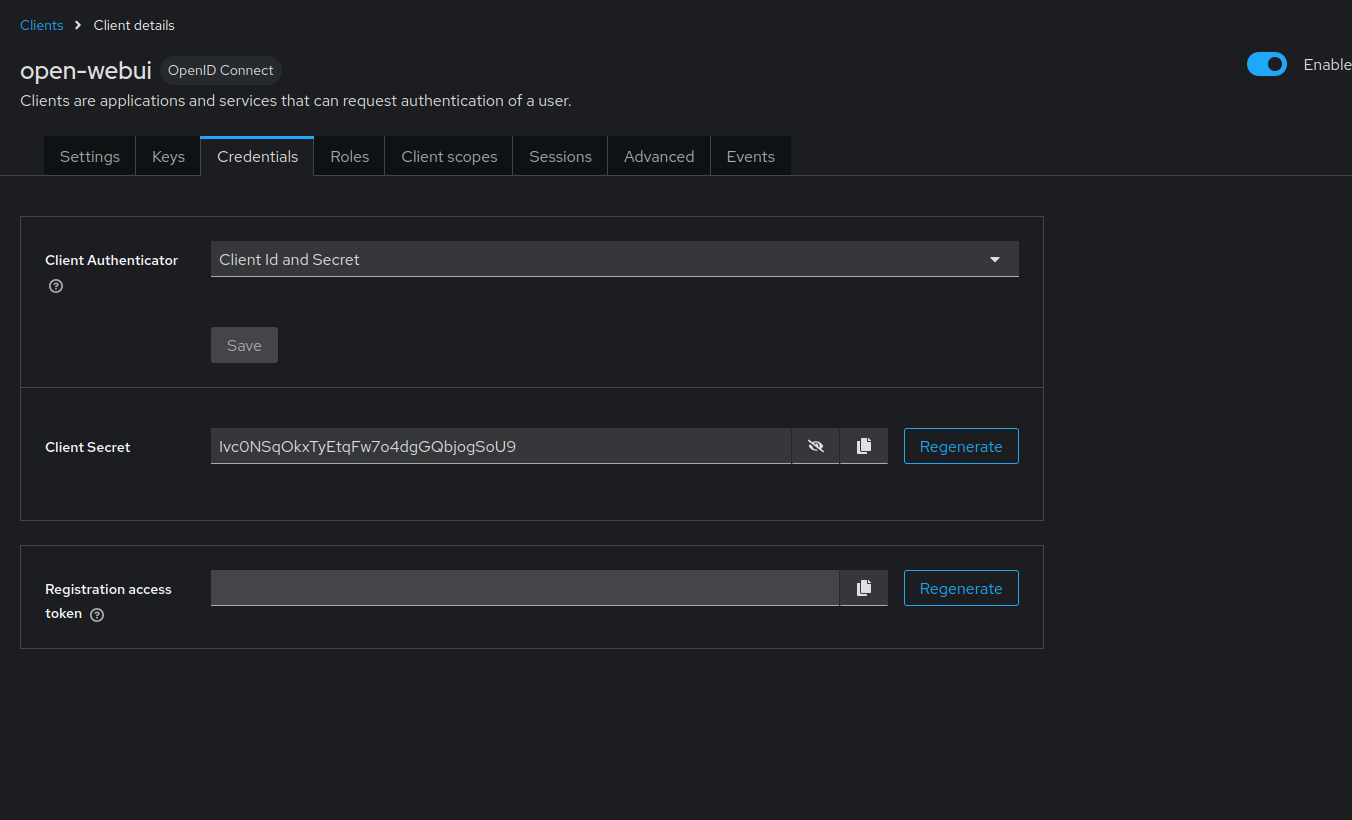 Clients > Client details
open-webui OpenID Connect
Enable
Clients are applications and services that can request authentication of a user.
Settings Keys Credentials Roles Client scopes Sessions Advanced Events
Client Authenticator Client Id and Secret
Save
Client Secret Ivc0NSqOkxTyEtqFw7o4dgGQbjogSoU9 Regenerate
Registration access Regenerate
token